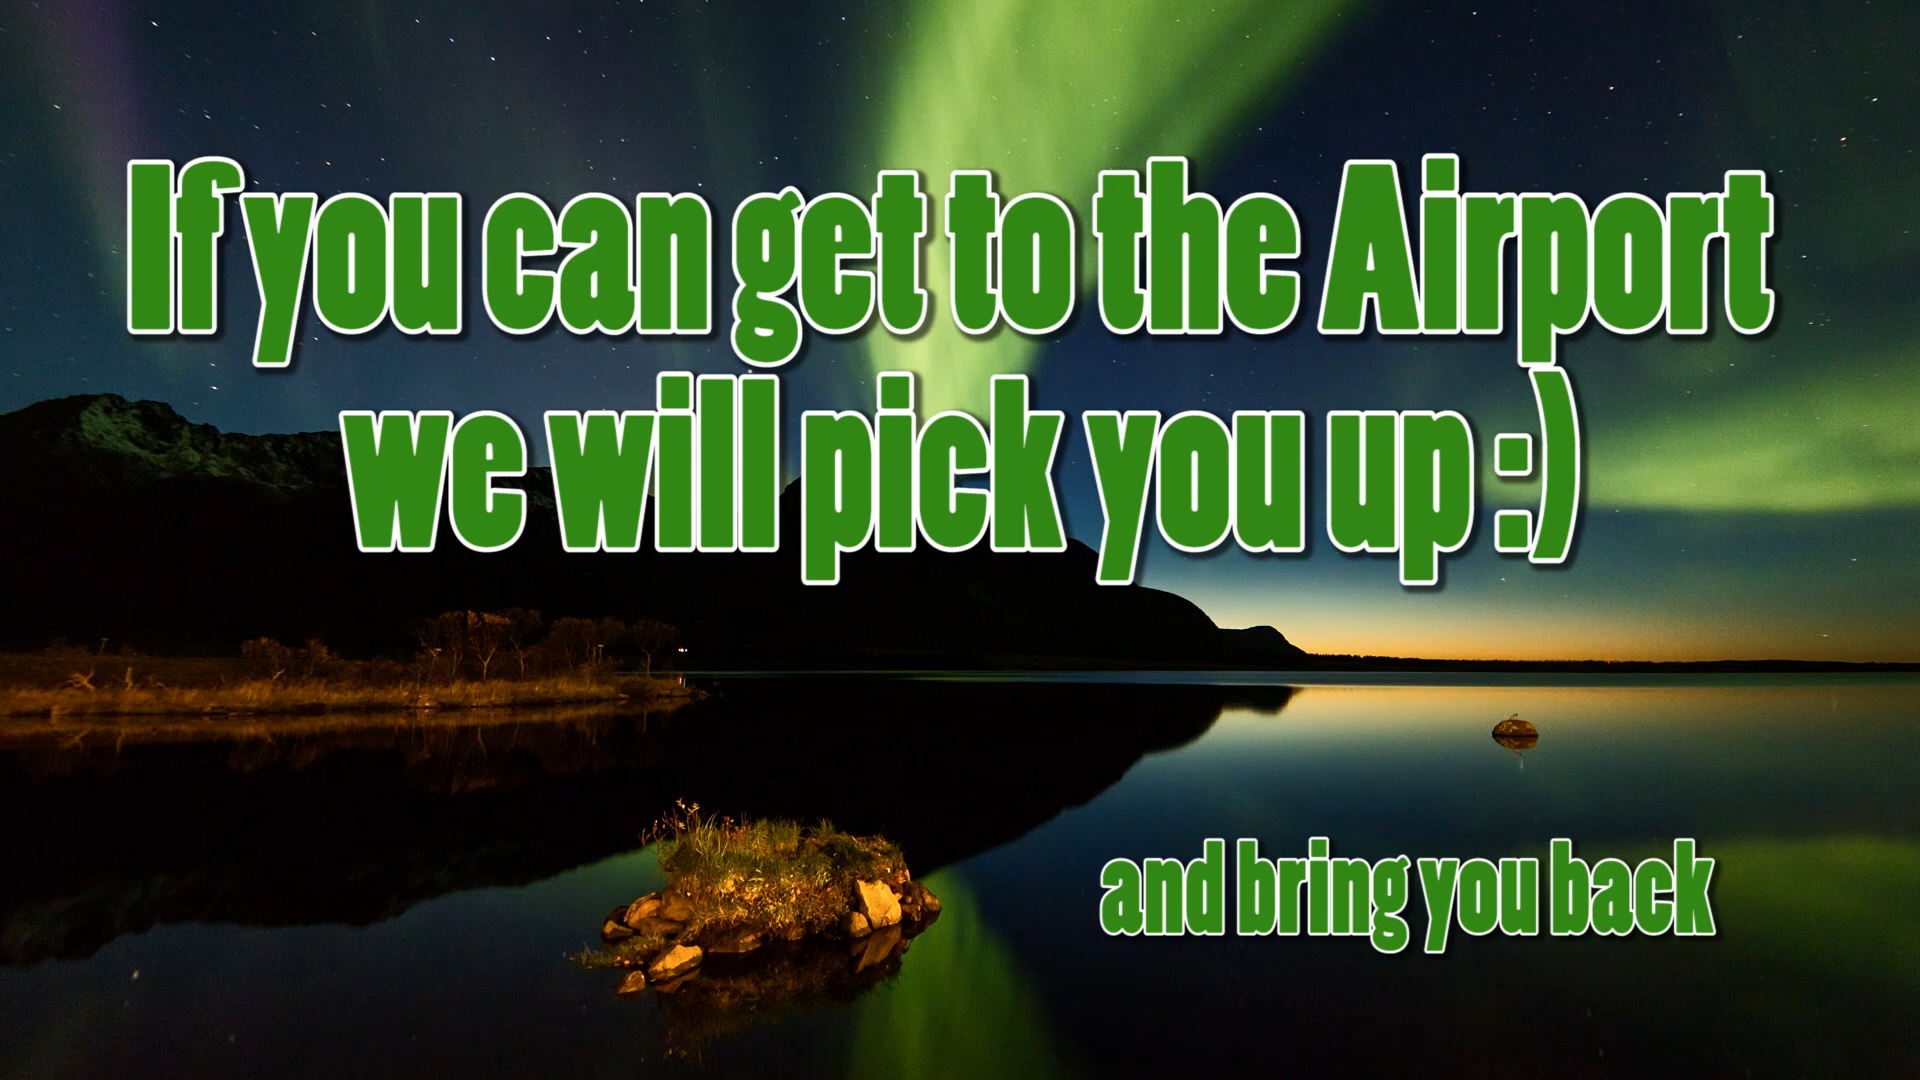 If you can get to the Airport
we will pick you up :)
and bring you back